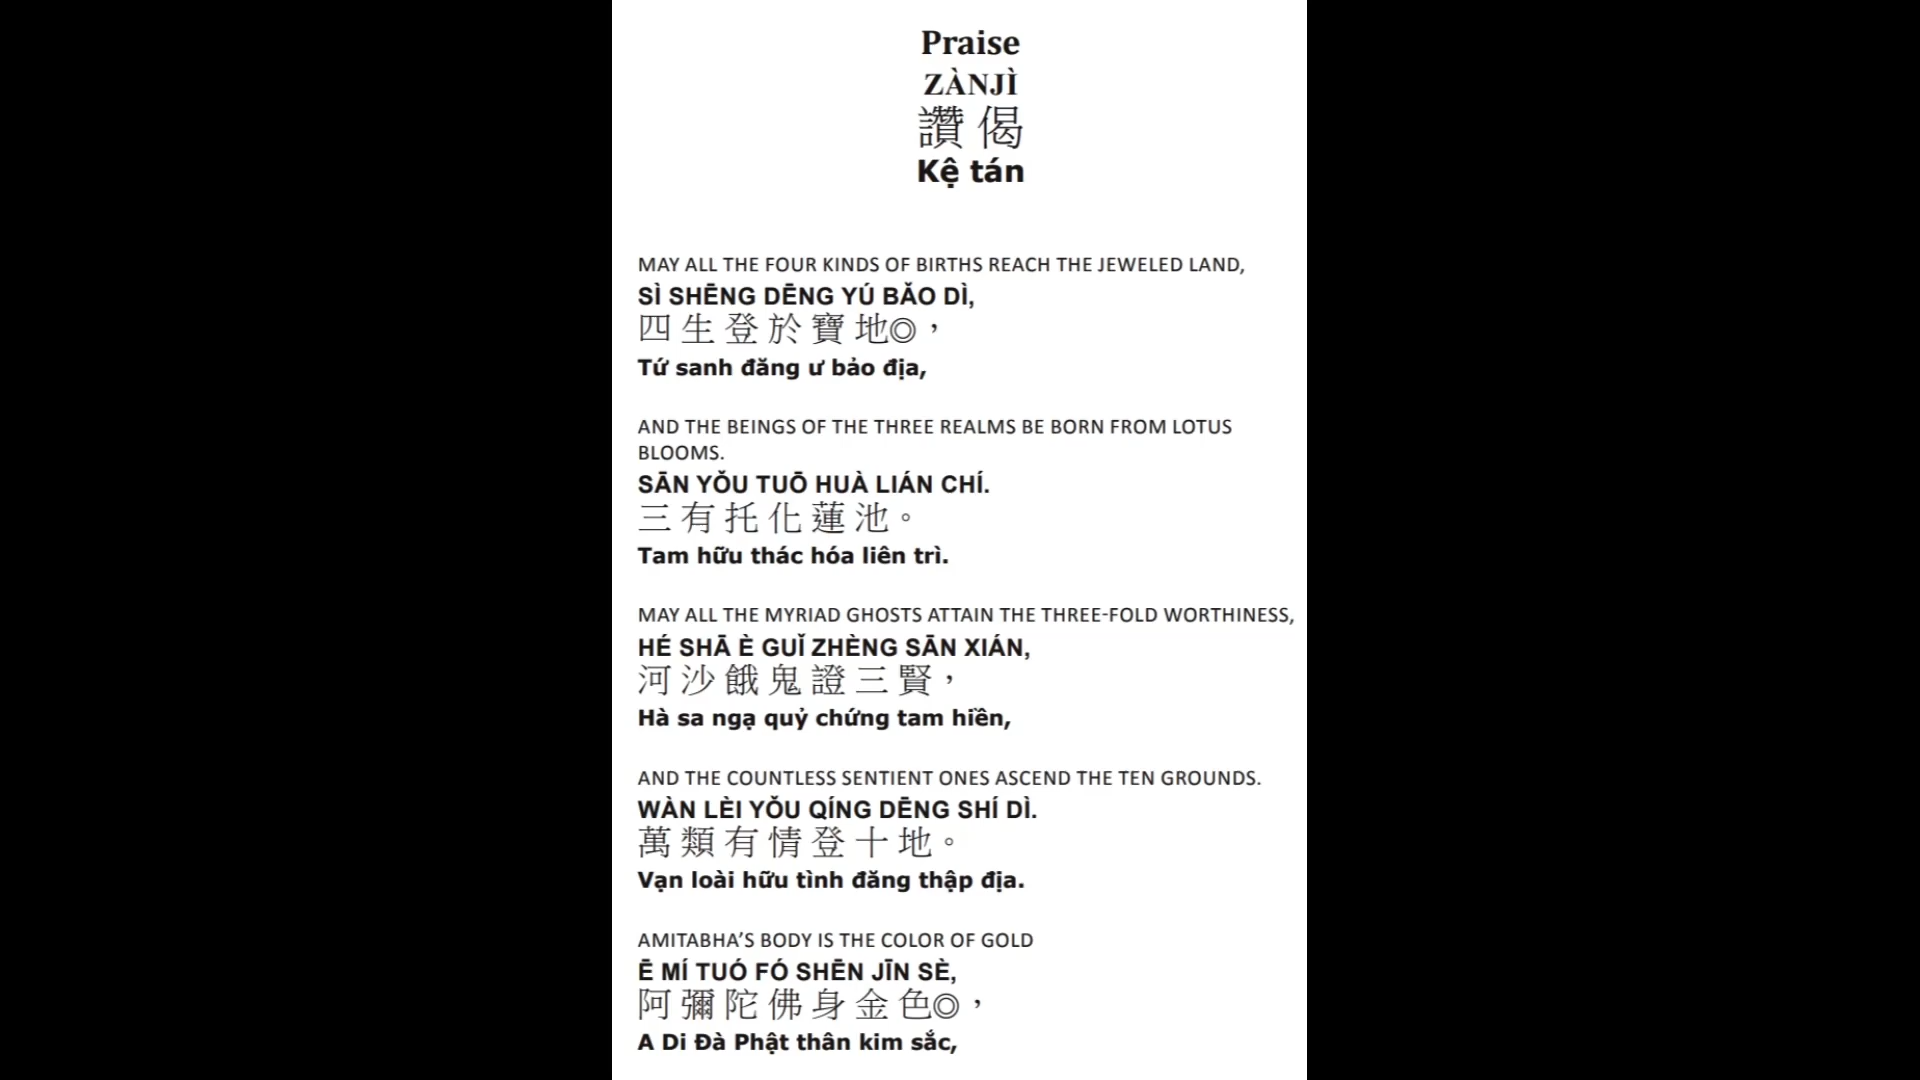 Praise
ZÀNJÌ
讚 偈
Kệ tán
MAY ALL THE FOUR KINDS OF BIRTHS REACH THE JEWELED LAND,
SÌ SHĒNG DĒNG YÚ BǍO DÌ,
四 生 登 於 寶 地◎，
Tứ sanh đăng ư bảo địa,
AND THE BEINGS OF THE THREE REALMS BE BORN FROM LOTUS
BLOOMS.
SĀN YǑU TUŌ HUÀ LIÁN CHÍ.
三 有 托 化 蓮 池。
Tam hữu thác hóa liên trì.
MAY ALL THE MYRIAD GHOSTS ATTAIN THE THREE-FOLD WORTHINESS,
HÉ SHĀ È GUǏ ZHÈNG SĀN XIÁN,
河 沙 餓 鬼 證 三 賢，
Hà sa ngạ quỷ chứng tam hiền,
AND THE COUNTLESS SENTIENT ONES ASCEND THE TEN GROUNDS.
WÀN LÈI YǑU QÍNG DĒNG SHÍ DÌ.
萬 類 有 情 登 十 地。
Vạn loài hữu tình đăng thập địa.
AMITABHA’S BODY IS THE COLOR OF GOLD
Ē MÍ TUÓ FÓ SHĒN JĪN SÈ,
阿 彌 陀 佛 身 金 色◎，
A Di Đà Phật thân kim sắc,